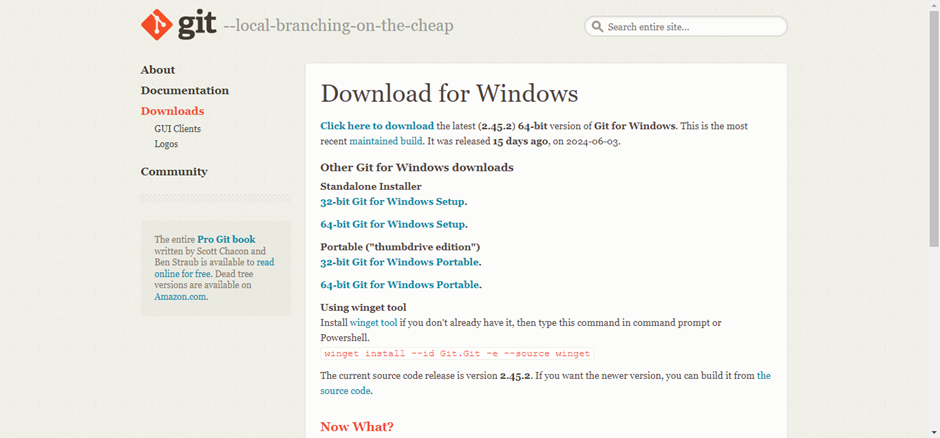 git --local-branching-on-the-cheap
Search entire site...
About
Documentation
Downloads
GUI Clients
Logos
Community
The entire Pro Git book
written by Scott Chacon and
Ben Straub is available to read
online for free. Dead tree
versions are available on
Amazon.com.
Download for Windows
Click here to download the latest (2.45.2) 64-bit version of Git for Windows. This is the most
recent maintained build. It was released 15 days ago, on 2024-06-03.
Other Git for Windows downloads
Standalone Installer
32-bit Git for Windows Setup.
64-bit Git for Windows Setup.
Portable ("thumbdrive edition")
32-bit Git for Windows Portable.
64-bit Git for Windows Portable.
Using winget tool
Install winget tool if you don't already have it, then type this command in command prompt or
Powershell.
winget install --id Git.Git -e --source winget
The current source code release is version 2.45.2. If you want the newer version, you can build it from the
source code.
Now What?